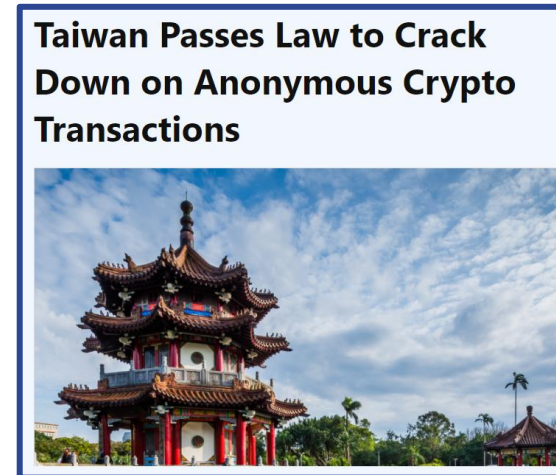 Taiwan Passes Law to Crack
Down on Anonymous Crypto
Transactions